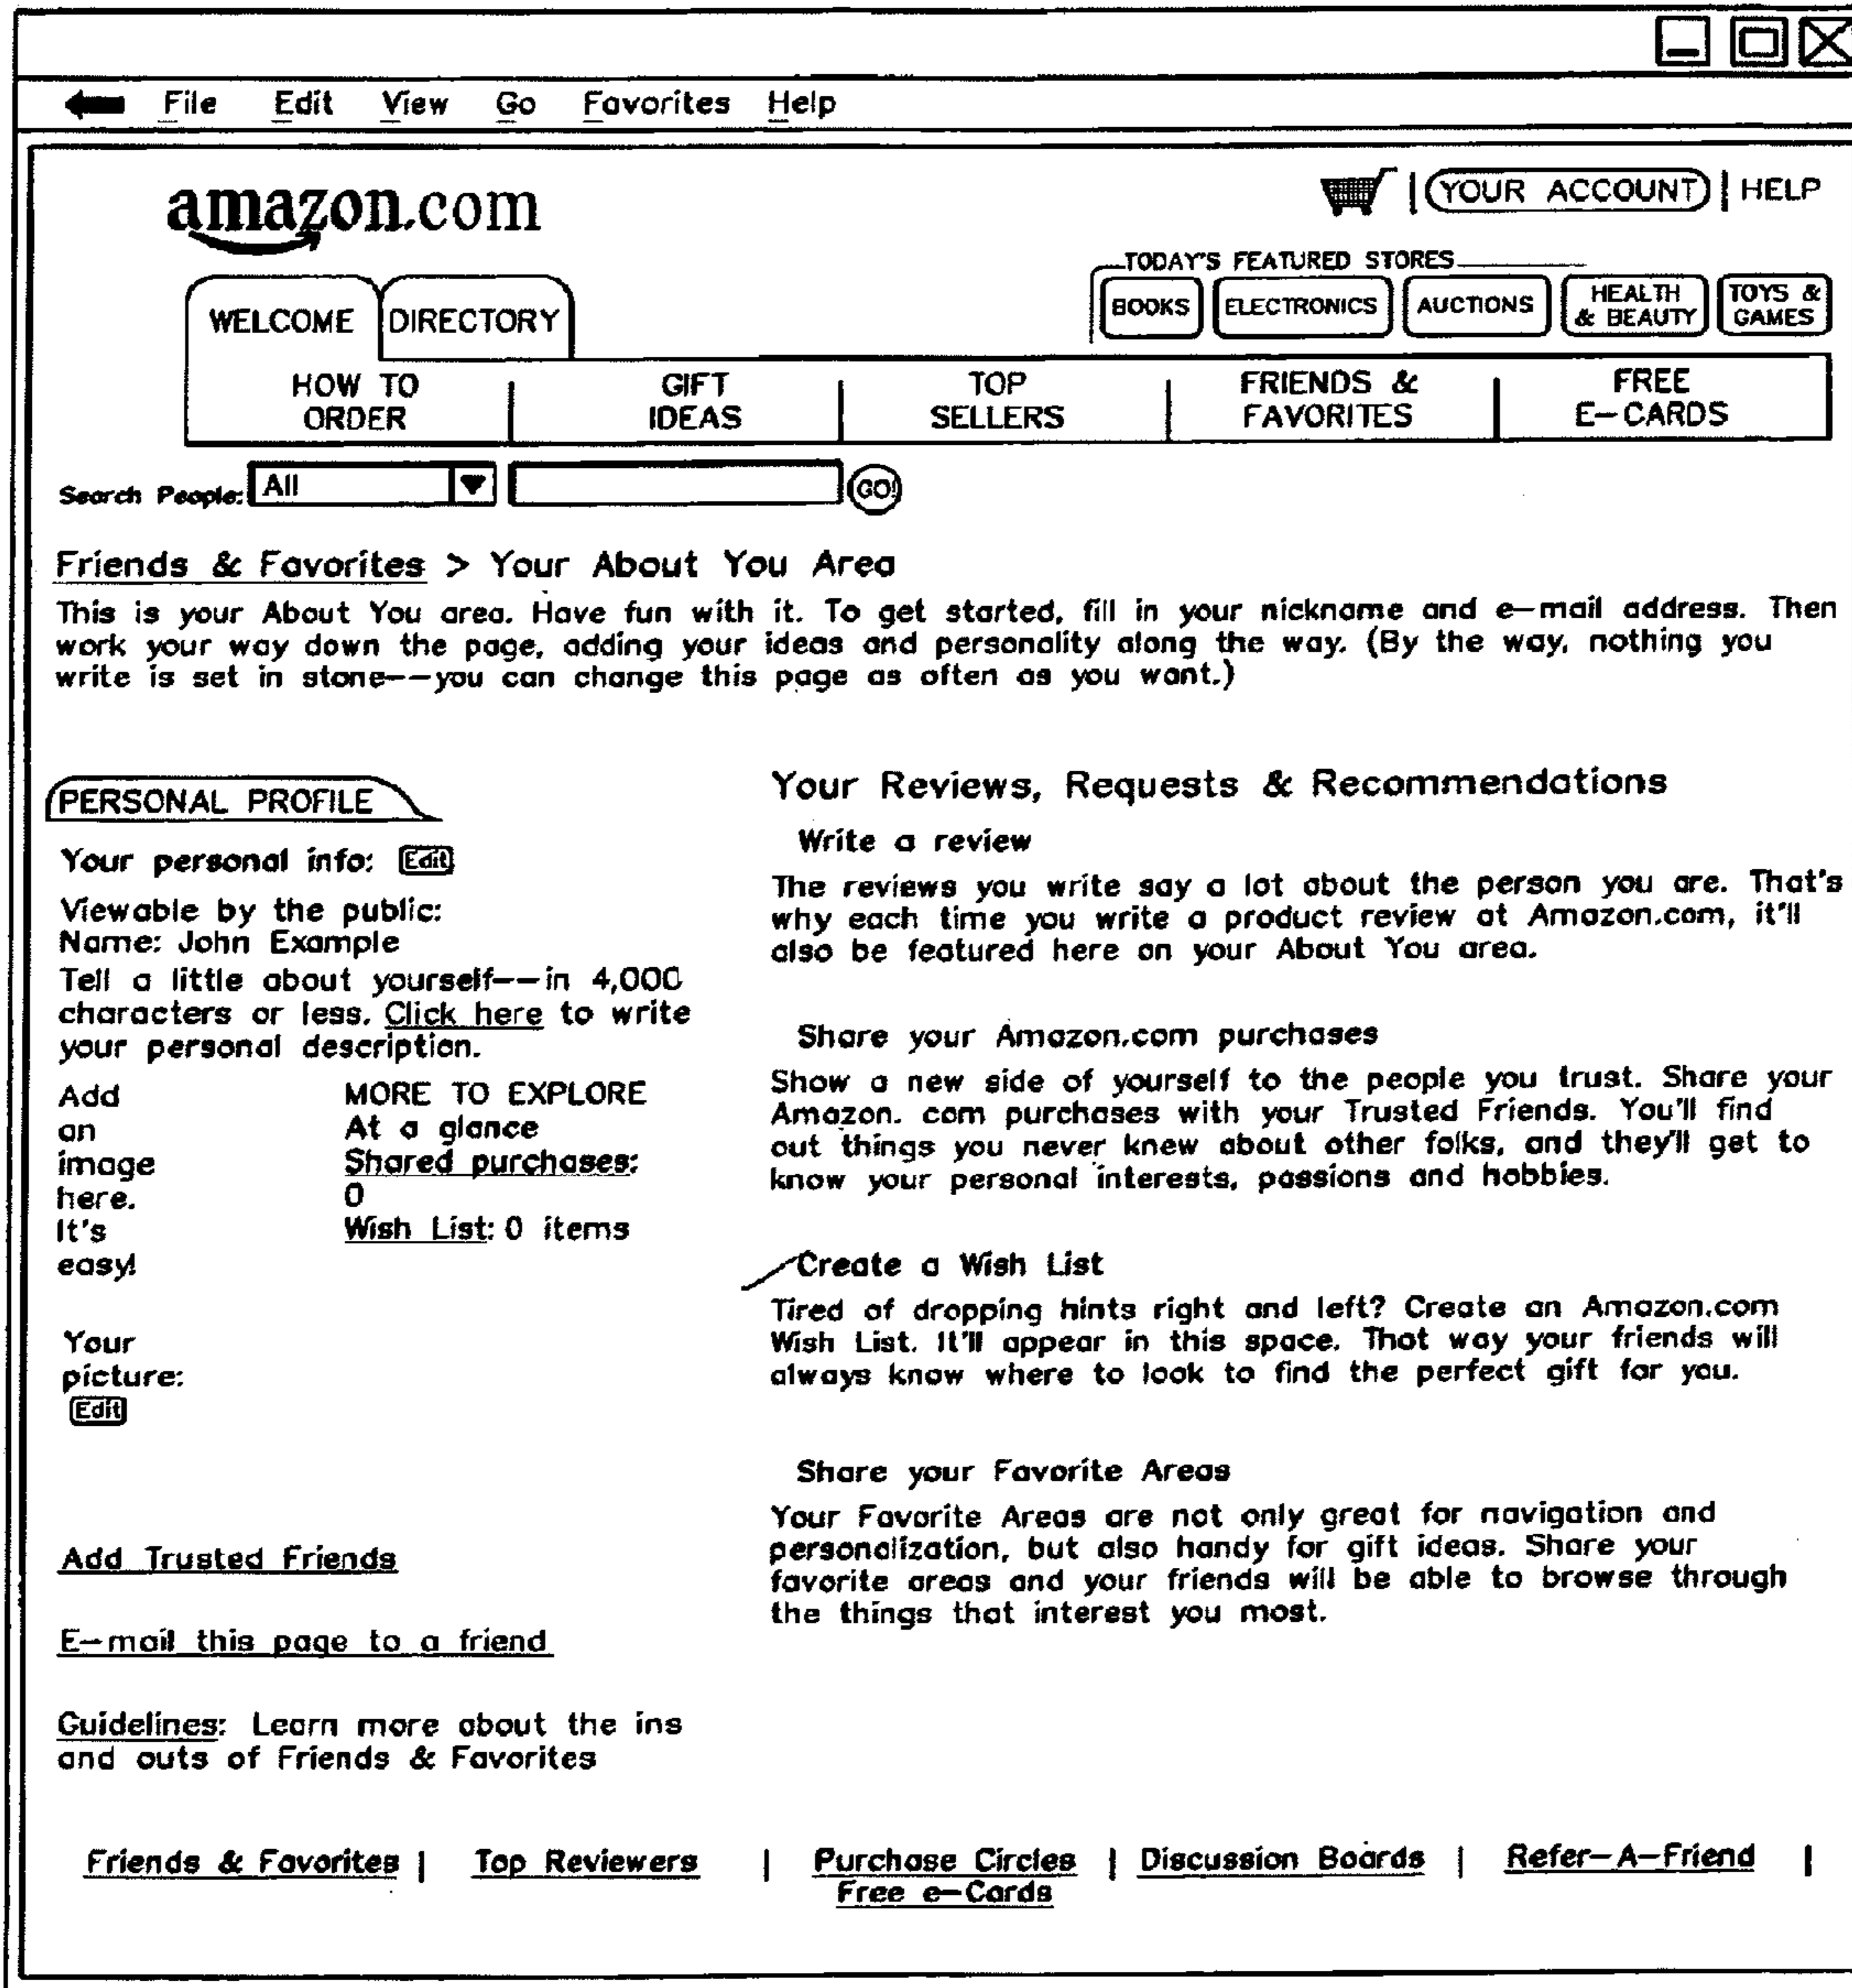 File Edit View Go Favorites Help
amazon.com
YOUR ACCOUNT | HELP
TODAY'S FEATURED STORES
WELCOME DIRECTORY
BOOKS ELECTRONICS AUCTIONS HEALTH & BEAUTY TOYS & GAMES
HOW TO ORDER | GIFT IDEAS | TOP SELLERS | FRIENDS & FAVORITES | FREE E-CARDS
Search People: All GO!
Friends & Favorites > Your About You Area
This is your About You area. Have fun with it. To get started, fill in your nickname and e-mail address. Then
work your way down the page, adding your ideas and personality along the way. (By the way, nothing you
write is set in stone--you can change this page as often as you want.)
PERSONAL PROFILE
Your personal info: Edit
Viewable by the public:
Name: John Example
Tell a little about yourself--in 4,000
characters or less. Click here to write
your personal description.
Add
an
image
here.
It's
easy!
MORE TO EXPLORE
At a glance
Shared purchases:
0
Wish List: 0 items
Your
picture:
Edit
Add Trusted Friends
E-mail this page to a friend
Guidelines: Learn more about the ins
and outs of Friends & Favorites
Your Reviews, Requests & Recommendations
Write a review
The reviews you write say a lot about the person you are. That's
why each time you write a product review at Amazon.com, it'll
also be featured here on your About You area.
Share your Amazon.com purchases
Show a new side of yourself to the people you trust. Share your
Amazon. com purchases with your Trusted Friends. You'll find
out things you never knew about other folks, and they'll get to
know your personal interests, passions and hobbies.
Create a Wish List
Tired of dropping hints right and left? Create an Amazon.com
Wish List. It'll appear in this space. That way your friends will
always know where to look to find the perfect gift for you.
Share your Favorite Areas
Your Favorite Areas are not only great for navigation and
personalization, but also handy for gift ideas. Share your
favorite areas and your friends will be able to browse through
the things that interest you most.
Friends & Favorites | Top Reviewers | Purchase Circles | Discussion Boards | Refer-A-Friend |
Free e-Cards